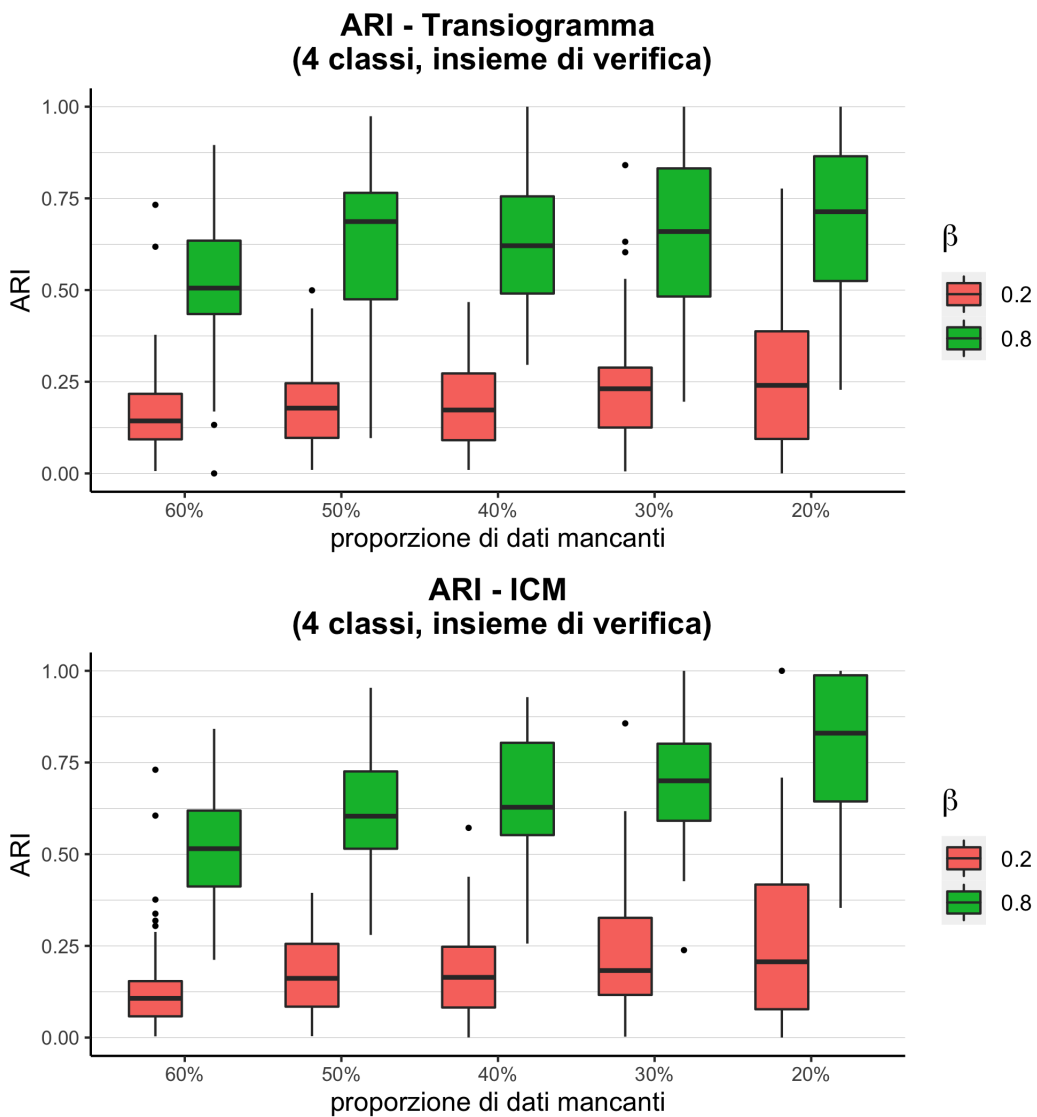 ARI - Transiogramma
(4 classi, insieme di verifica)
1.00
0.75
0.50
0.25
0.00
ARI
60% 50% 40% 30% 20%
proporzione di dati mancanti
β
0.2
0.8
ARI - ICM
(4 classi, insieme di verifica)
1.00
0.75
0.50
0.25
0.00
ARI
60% 50% 40% 30% 20%
proporzione di dati mancanti
β
0.2
0.8